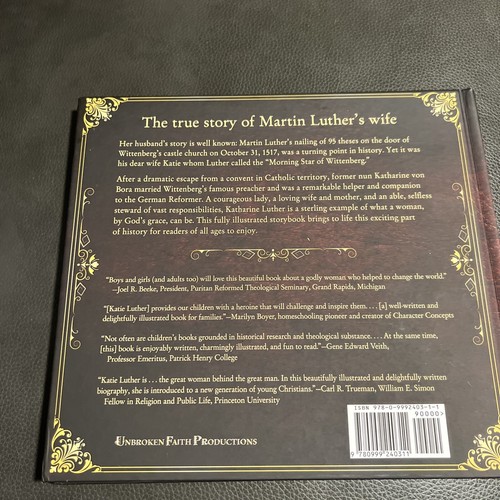 The true story of Martin Luther's wife
Her husband's story is well known: Martin Luther's nailing of 95 theses on the door of
Wittenberg's castle church on October 31, 1517, was a turning point in history. Yet it was
his dear wife Katie whom Luther called the "Morning Star of Wittenberg."
After a dramatic escape from a convent in Catholic territory, former nun Katharine von
Bora married Wittenberg's famous preacher and was a remarkable helper and companion
to the German Reformer. A courageous lady, a loving wife and mother, and an able, selfless
steward of vast responsibilities, Katharine Luther is a sterling example of what a woman,
by God's grace, can be. This fully illustrated storybook brings to life this exciting part
of history for readers of all ages to enjoy.
"Boys and girls (and adults too) will love this beautiful book about a godly woman who helped to change the world."
—Joel R. Beeke, President, Puritan Reformed Theological Seminary, Grand Rapids, Michigan
"[Katie Luther] provides our children with a heroine that will challenge and inspire them. . . . [a] well-written and
delightfully illustrated book for families."—Marilyn Boyer, homeschooling pioneer and creator of Character Concepts
"Not often are children's books grounded in historical research and theological substance. . . . At the same time,
[this] book is enjoyably written, charmingly illustrated, and fun to read."—Gene Edward Veith,
Professor Emeritus, Patrick Henry College
"Katie Luther is . . . the great woman behind the great man. In this beautifully illustrated and delightfully written
biography, she is introduced to a new generation of young Christians."—Carl R. Trueman, William E. Simon
Fellow in Religion and Public Life, Princeton University
ISBN 978-0-9992403-1-1
90000>
9 780999 240311
UNBROKEN FAITH PRODUCTIONS